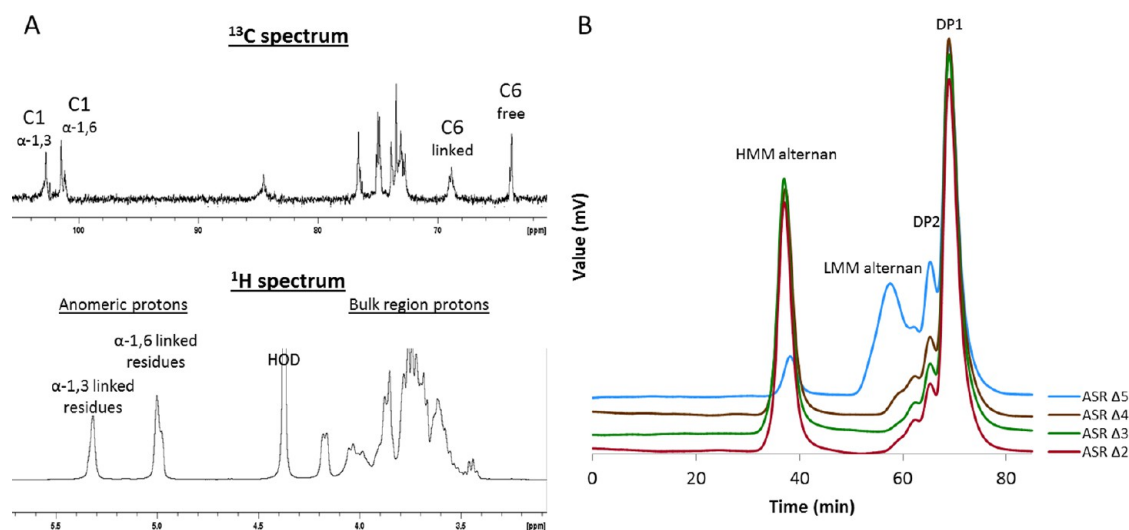 A
¹³C spectrum
C1
α-1,3
C1
α-1,6
C6
linked
C6
free
100 90 80 70 [ppm]
¹H spectrum
Anomeric protons
Bulk region protons
α-1,6 linked
residues
α-1,3 linked
residues
HOD
5.5 5.0 4.5 4.0 3.5 [ppm]
B
DP1
HMM alternan
DP2
LMM alternan
Value (mV)
ASR Δ5
ASR Δ4
ASR Δ3
ASR Δ2
0 20 40 60 80
Time (min)